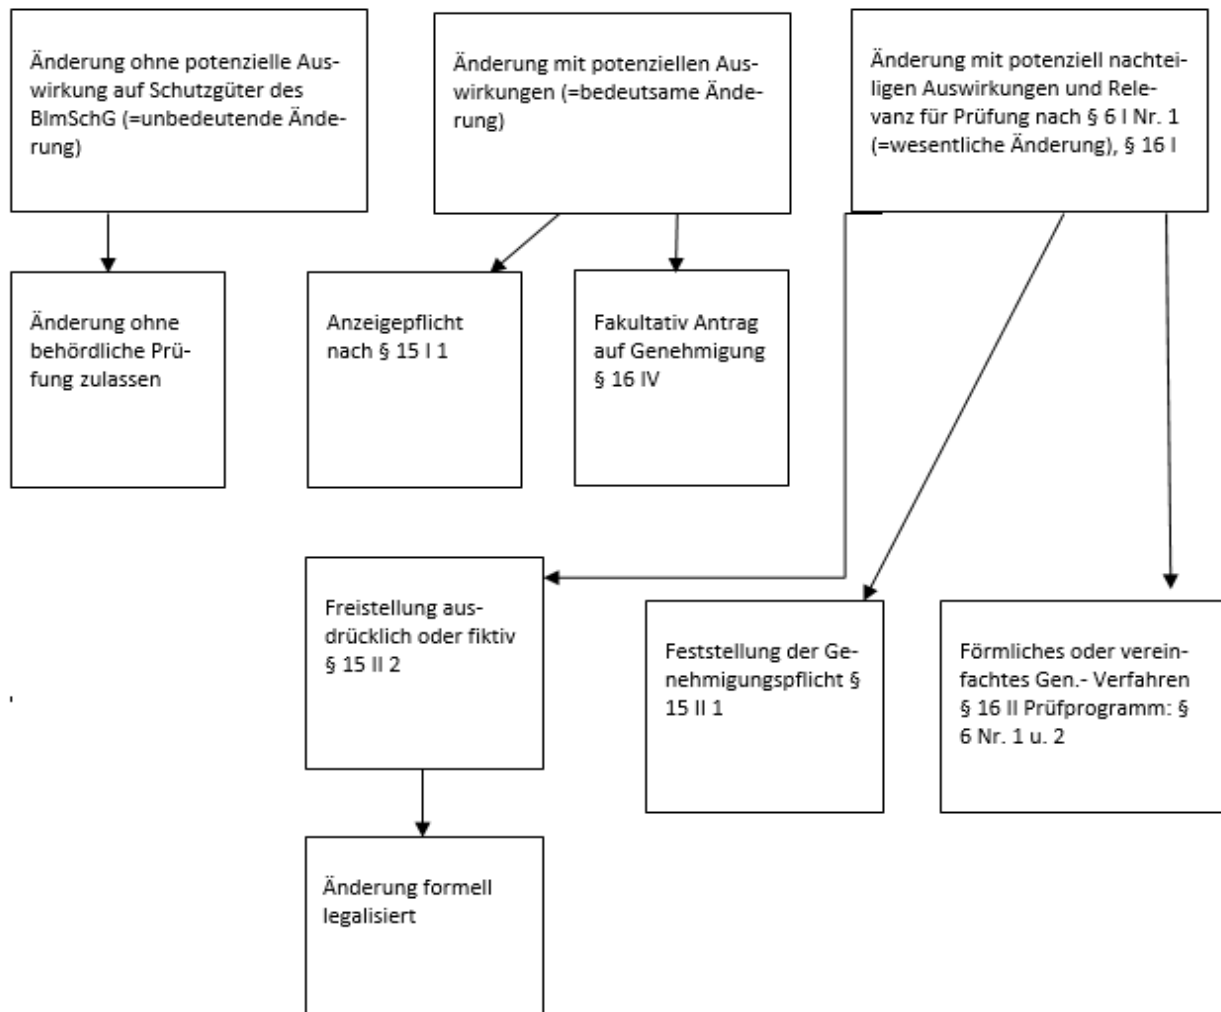 Änderung ohne potenzielle Aus-
wirkung auf Schutzgüter des
BImSchG (=unbedeutende Ände-
rung)
Änderung mit potenziellen Aus-
wirkungen (=bedeutsame Ände-
rung)
Änderung mit potenziell nachtei-
ligen Auswirkungen und Rele-
vanz für Prüfung nach § 6 I Nr. 1
(=wesentliche Änderung), § 16 I
Änderung ohne
behördliche Prü-
fung zulassen
Anzeigepflicht
nach § 15 I 1
Fakultativ Antrag
auf Genehmigung
§ 16 IV
Freistellung aus-
drücklich oder fiktiv
§ 15 II 2
Feststellung der Ge-
nehmigungspflicht §
15 II 1
Förmliches oder verein-
fachtes Gen.- Verfahren
§ 16 II Prüfprogramm: §
6 Nr. 1 u. 2
Änderung formell
legalisiert